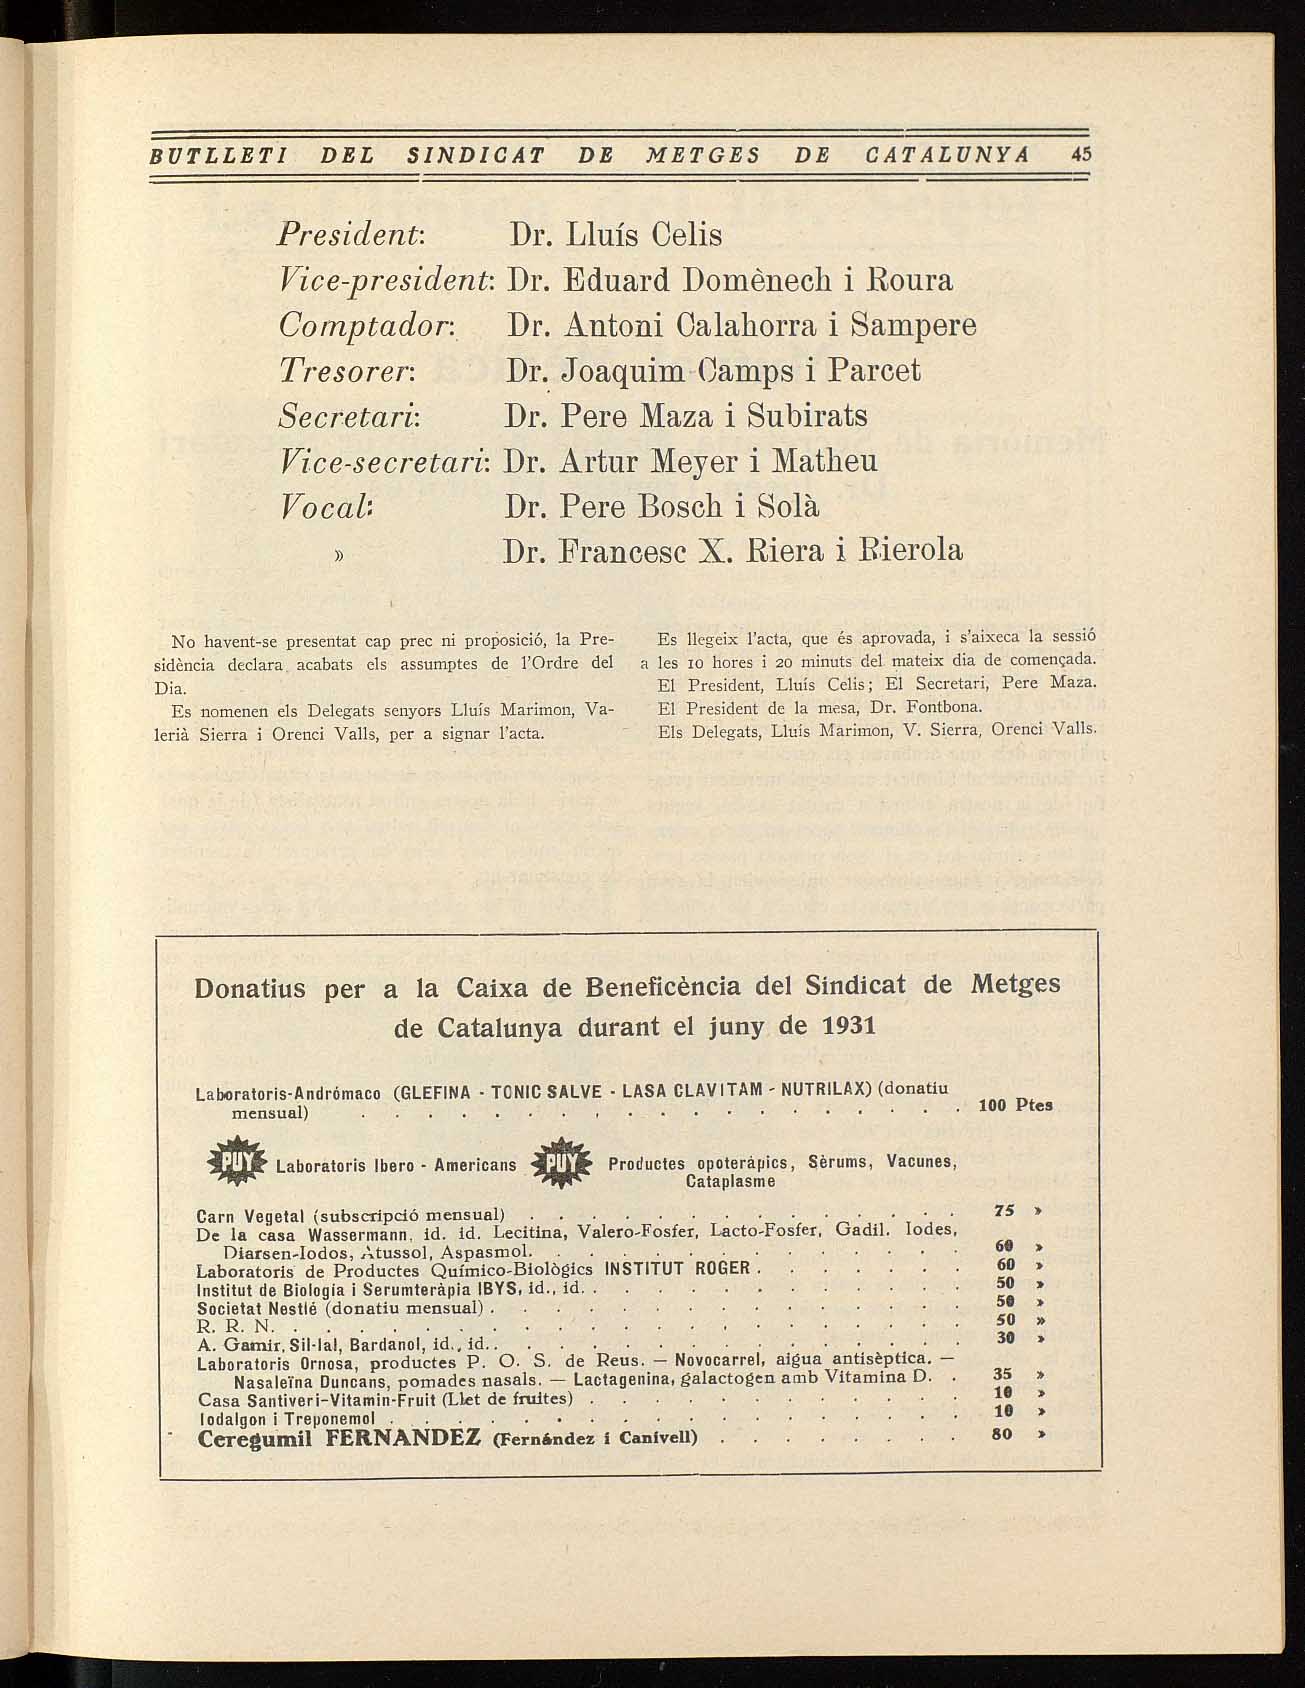 BUTLLETI DEL SINDICAT DE METGES DE CATALUNYA 45
President: Dr. Lluís Celis
Vice-president: Dr. Eduard Domènech i Roura
Comptador: Dr. Antoni Calahorra i Sampere
Tresorer: Dr. Joaquim Camps i Parcet
Secretari: Dr. Pere Maza i Subirats
Vice-secretari: Dr. Artur Meyer i Matheu
Vocal: Dr. Pere Bosch i Solà
» Dr. Francesc X. Riera i Rierola
No havent-se presentat cap prec ni proposició, la Pre-
sidència declara acabats els assumptes de l'Ordre del
Dia.
Es nomenen els Delegats senyors Lluís Marimon, Va-
lerià Sierra i Orenci Valls, per a signar l'acta.
Es llegeix l'acta, que és aprovada, i s'aixeca la sessió
a les 10 hores i 20 minuts del mateix dia de començada.
El President, Lluís Celis; El Secretari, Pere Maza.
El President de la mesa, Dr. Fontbona.
Els Delegats, Lluís Marimon, V. Sierra, Orenci Valls.
Donatius per a la Caixa de Beneficència del Sindicat de Metges
de Catalunya durant el juny de 1931
Laboratoris-Andrómaco (GLEFINA - TONIC SALVE - LASA CLAVITAM - NUTRILAX) (donatiu
mensual) . . . . . . . . . . . . . . . . . . . 100 Ptes
PUY Laboratoris Ibero - Americans PUY Productes opoteràpics, Sèrums, Vacunes,
Cataplasme
Carn Vegetal (subscripció mensual) . . . . . . . . . . . . . . 75 »
De la casa Wassermann, id. id. Lecitina, Valero-Fosfer, Lacto-Fosfer, Gadil. Iodes,
Diarsen-Iodos, Atussol, Aspasmol. . . . . . . . . . . . . . 60 »
Laboratoris de Productes Químico-Biològics INSTITUT ROGER . . . . . . . 60 »
Institut de Biologia i Serumteràpia IBYS, id., id. . . . . . . . . . . . . 50 »
Societat Nestlé (donatiu mensual) . . . . . . . . . . . . . . . 50 »
R. R. N. . . . . . . . . . . . . . . . . . . . . . 50 »
A. Gamir, Sil-lal, Bardanol, id., id. . . . . . . . . . . . . . . . 30 »
Laboratoris Ornosa, productes P. O. S. de Reus. — Novocarrel, aigua antisèptica. —
Nasaleïna Duncans, pomades nasals. — Lactagenina, galactogen amb Vitamina D. . 35 »
Casa Santiveri-Vitamin-Fruit (Llet de fruites) . . . . . . . . . . . . 10 »
Iodalgon i Treponemol . . . . . . . . . . . . . . . . . . 10 »
Ceregumil FERNANDEZ (Fernández i Canivell) . . . . . . . . 80 »